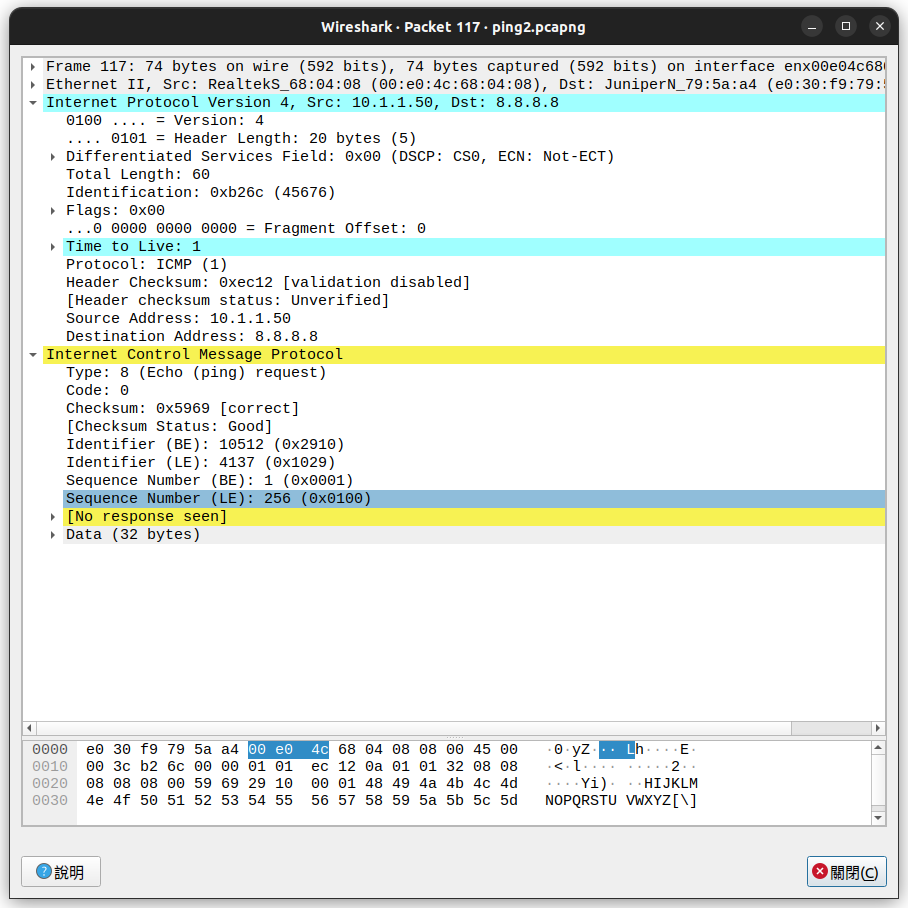 Wireshark · Packet 117 · ping2.pcapng
Frame 117: 74 bytes on wire (592 bits), 74 bytes captured (592 bits) on interface enx00e04c680
Ethernet II, Src: RealtekS_68:04:08 (00:e0:4c:68:04:08), Dst: JuniperN_79:5a:a4 (e0:30:f9:79:5
Internet Protocol Version 4, Src: 10.1.1.50, Dst: 8.8.8.8
0100 .... = Version: 4
.... 0101 = Header Length: 20 bytes (5)
Differentiated Services Field: 0x00 (DSCP: CS0, ECN: Not-ECT)
Total Length: 60
Identification: 0xb26c (45676)
Flags: 0x00
...0 0000 0000 0000 = Fragment Offset: 0
Time to Live: 1
Protocol: ICMP (1)
Header Checksum: 0xec12 [validation disabled]
[Header checksum status: Unverified]
Source Address: 10.1.1.50
Destination Address: 8.8.8.8
Internet Control Message Protocol
Type: 8 (Echo (ping) request)
Code: 0
Checksum: 0x5969 [correct]
[Checksum Status: Good]
Identifier (BE): 10512 (0x2910)
Identifier (LE): 4137 (0x1029)
Sequence Number (BE): 1 (0x0001)
Sequence Number (LE): 256 (0x0100)
[No response seen]
Data (32 bytes)
0000 e0 30 f9 79 5a a4 00 e0 4c 68 04 08 08 00 45 00 ·0·yZ··· Lh····E·
0010 00 3c b2 6c 00 00 01 01 ec 12 0a 01 01 32 08 08 ·<·l···· ·····2··
0020 08 08 08 00 59 69 29 10 00 01 48 49 4a 4b 4c 4d ····Yi)· ··HIJKLM
0030 4e 4f 50 51 52 53 54 55 56 57 58 59 5a 5b 5c 5d NOPQRSTU VWXYZ[\]
說明
關閉(C)